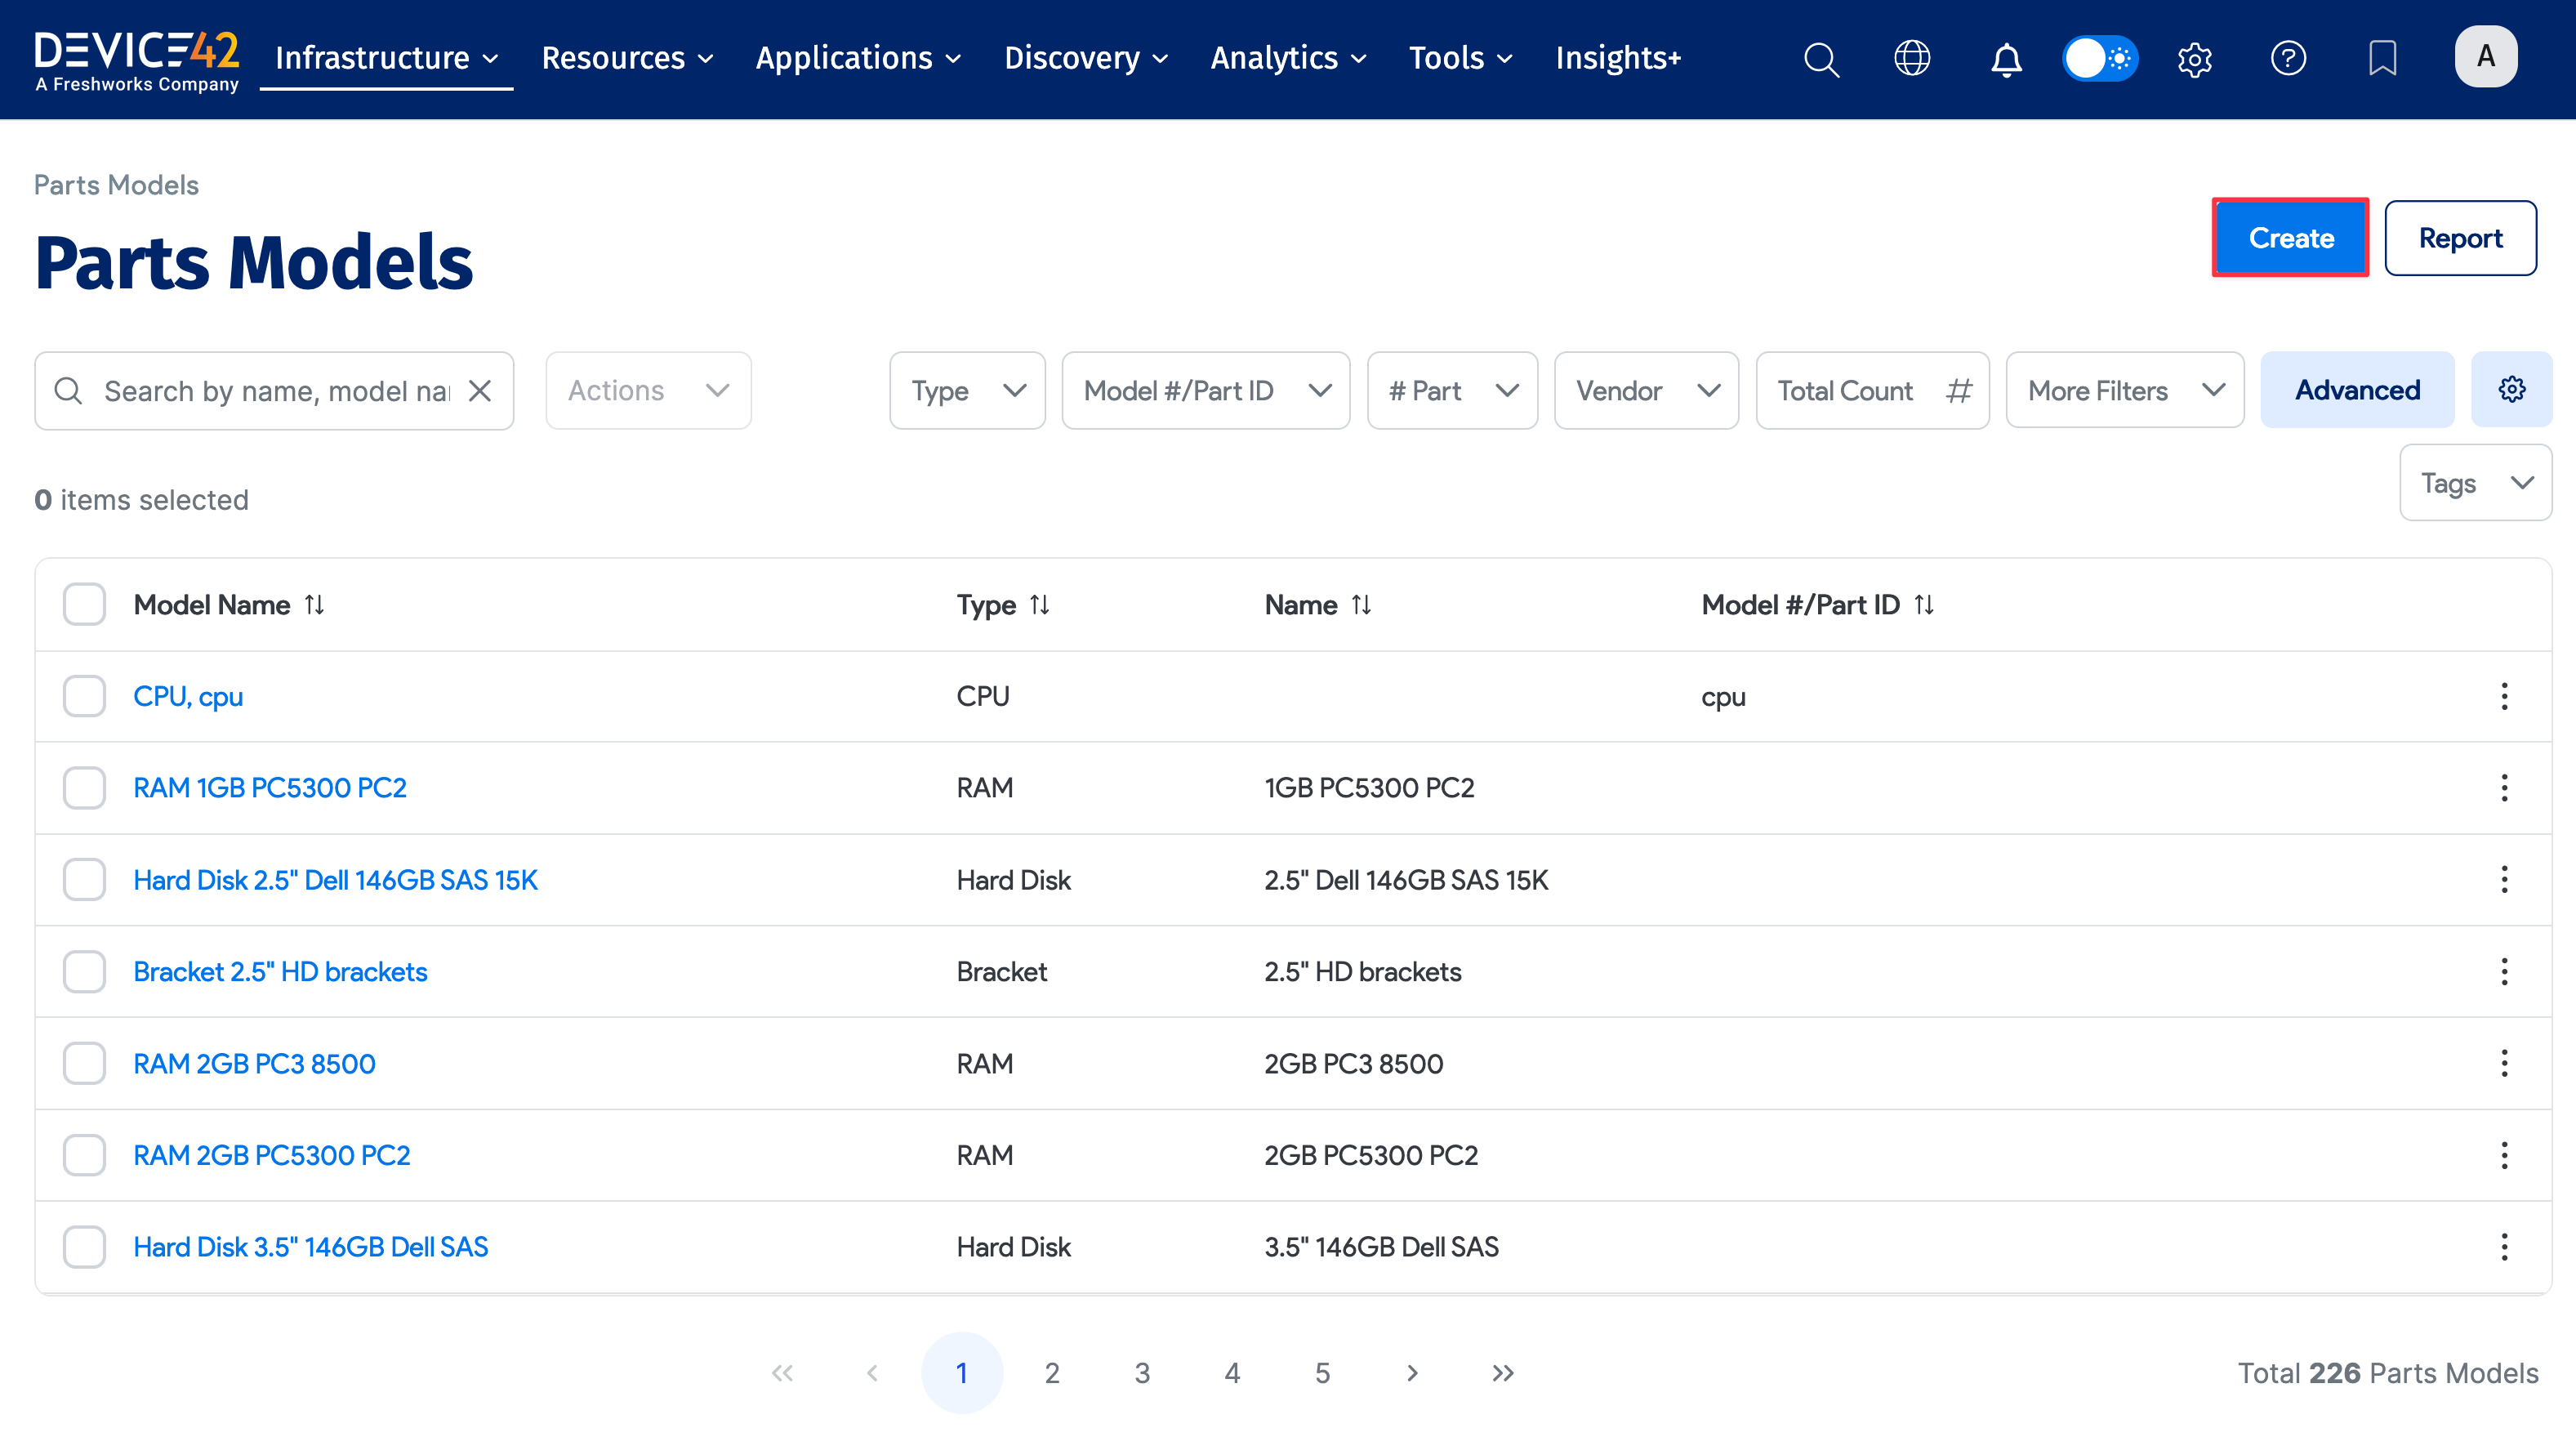 DEVICE42
A Freshworks Company
Infrastructure Resources Applications Discovery Analytics Tools Insights+
A
Parts Models
Parts Models
Create Report
Search by name, model na
Actions
Type Model #/Part ID # Part Vendor Total Count # More Filters Advanced
Tags
0 items selected
Model Name Type Name Model #/Part ID
CPU, cpu CPU cpu
RAM 1GB PC5300 PC2 RAM 1GB PC5300 PC2
Hard Disk 2.5" Dell 146GB SAS 15K Hard Disk 2.5" Dell 146GB SAS 15K
Bracket 2.5" HD brackets Bracket 2.5" HD brackets
RAM 2GB PC3 8500 RAM 2GB PC3 8500
RAM 2GB PC5300 PC2 RAM 2GB PC5300 PC2
Hard Disk 3.5" 146GB Dell SAS Hard Disk 3.5" 146GB Dell SAS
1 2 3 4 5
Total 226 Parts Models